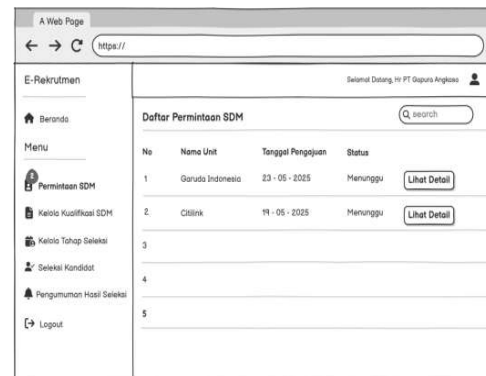 A Web Page
https://
E-Rekrutmen
Selamat Datang, Hr PT Gapura Angkasa
Beranda
Daftar Permintaan SDM
search
Menu
No Nama Unit Tanggal Pengajuan Status
2
Permintaan SDM
1 Garuda Indonesia 23 - 05 - 2025 Menunggu Lihat Detail
Kelola Kualifikasi SDM
2 Citilink 19 - 05 - 2025 Menunggu Lihat Detail
Kelola Tahap Seleksi
3
Seleksi Kandidat
4
Pengumuman Hasil Seleksi
5
Logout